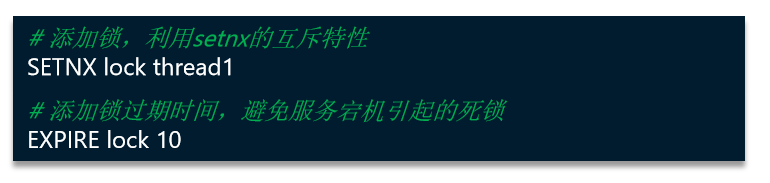 # 添加锁，利用setnx的互斥特性
SETNX lock thread1
# 添加锁过期时间，避免服务宕机引起的死锁
EXPIRE lock 10